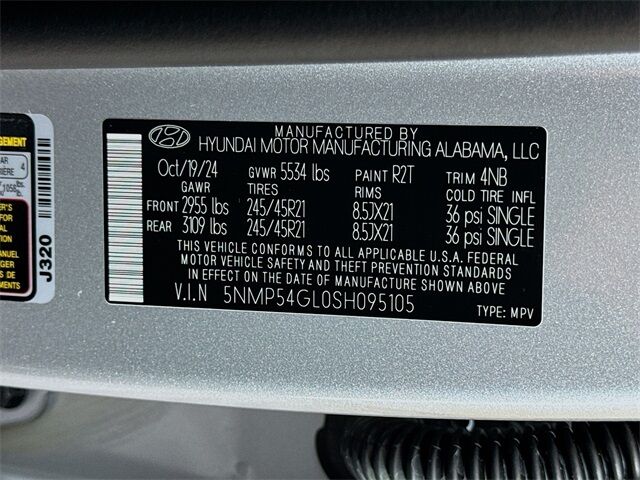 MANUFACTURED BY
HYUNDAI MOTOR MANUFACTURING ALABAMA, LLC
Oct/19/24 GVWR 5534 lbs PAINT R2T TRIM 4NB
GAWR TIRES RIMS COLD TIRE INFL
FRONT 2955 lbs 245/45R21 8.5JX21 36 psi SINGLE
REAR 3109 lbs 245/45R21 8.5JX21 36 psi SINGLE
THIS VEHICLE CONFORMS TO ALL APPLICABLE U.S.A. FEDERAL
MOTOR VEHICLE SAFETY AND THEFT PREVENTION STANDARDS
IN EFFECT ON THE DATE OF MANUFACTURE SHOWN ABOVE
V.I.N 5NMP54GL0SH095105
TYPE: MPV
4
J320